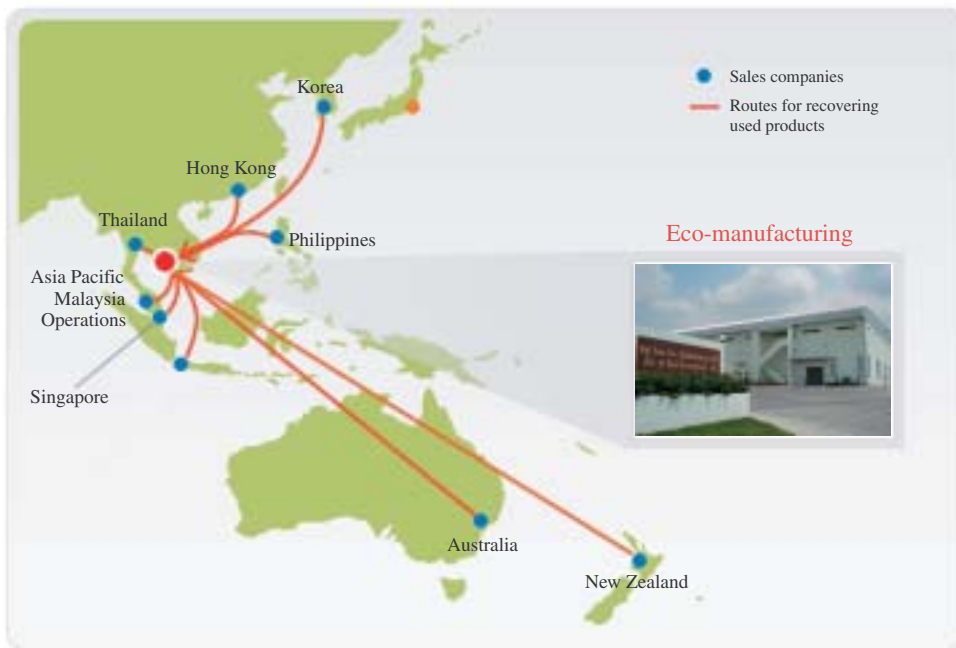 Korea
Sales companies
Routes for recovering
used products
Hong Kong
Thailand
Philippines
Eco-manufacturing
Asia Pacific
Malaysia
Operations
Singapore
Australia
New Zealand